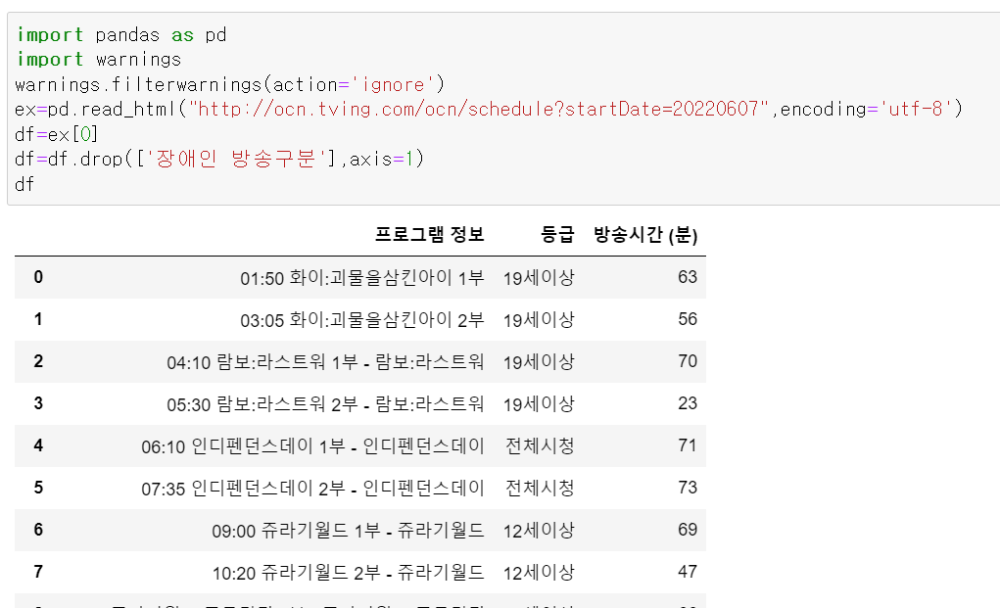 import pandas as pd
import warnings
warnings.filterwarnings(action='ignore')
ex=pd.read_html("http://ocn.tving.com/ocn/schedule?startDate=20220607",encoding='utf-8')
df=ex[0]
df=df.drop(['장애인 방송구분'],axis=1)
df
프로그램 정보 등급 방송시간 (분)
0 01:50 화이:괴물을삼킨아이 1부 19세이상 63
1 03:05 화이:괴물을삼킨아이 2부 19세이상 56
2 04:10 람보:라스트워 1부 - 람보:라스트워 19세이상 70
3 05:30 람보:라스트워 2부 - 람보:라스트워 19세이상 23
4 06:10 인디펜던스데이 1부 - 인디펜던스데이 전체시청 71
5 07:35 인디펜던스데이 2부 - 인디펜던스데이 전체시청 73
6 09:00 쥬라기월드 1부 - 쥬라기월드 12세이상 69
7 10:20 쥬라기월드 2부 - 쥬라기월드 12세이상 47